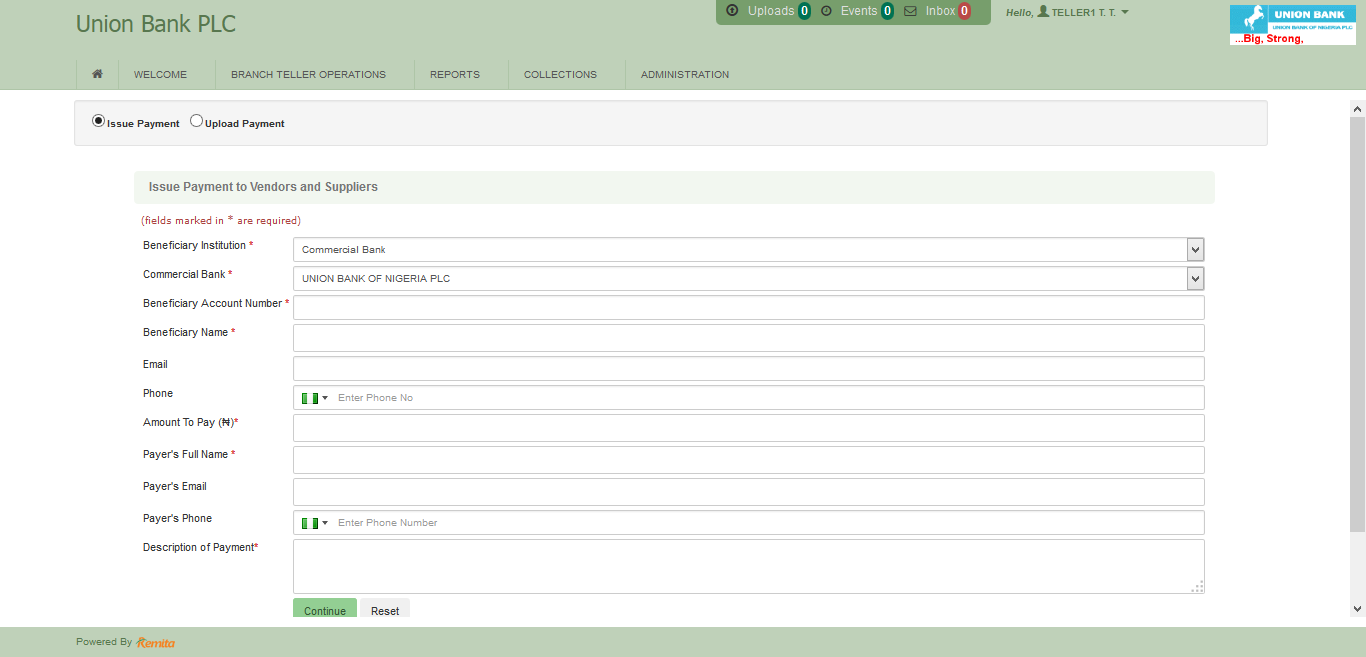 Union Bank PLC
Uploads 0 Events 0 Inbox 0
Hello, TELLER1 T. T.
UNION BANK
UNION BANK OF NIGERIA PLC
...Big, Strong,
WELCOME BRANCH TELLER OPERATIONS REPORTS COLLECTIONS ADMINISTRATION
Issue Payment Upload Payment
Issue Payment to Vendors and Suppliers
(fields marked in * are required)
Beneficiary Institution * Commercial Bank
Commercial Bank * UNION BANK OF NIGERIA PLC
Beneficiary Account Number *
Beneficiary Name *
Email
Phone Enter Phone No
Amount To Pay (₦)*
Payer's Full Name *
Payer's Email
Payer's Phone Enter Phone Number
Description of Payment*
Continue Reset
Powered By Remita